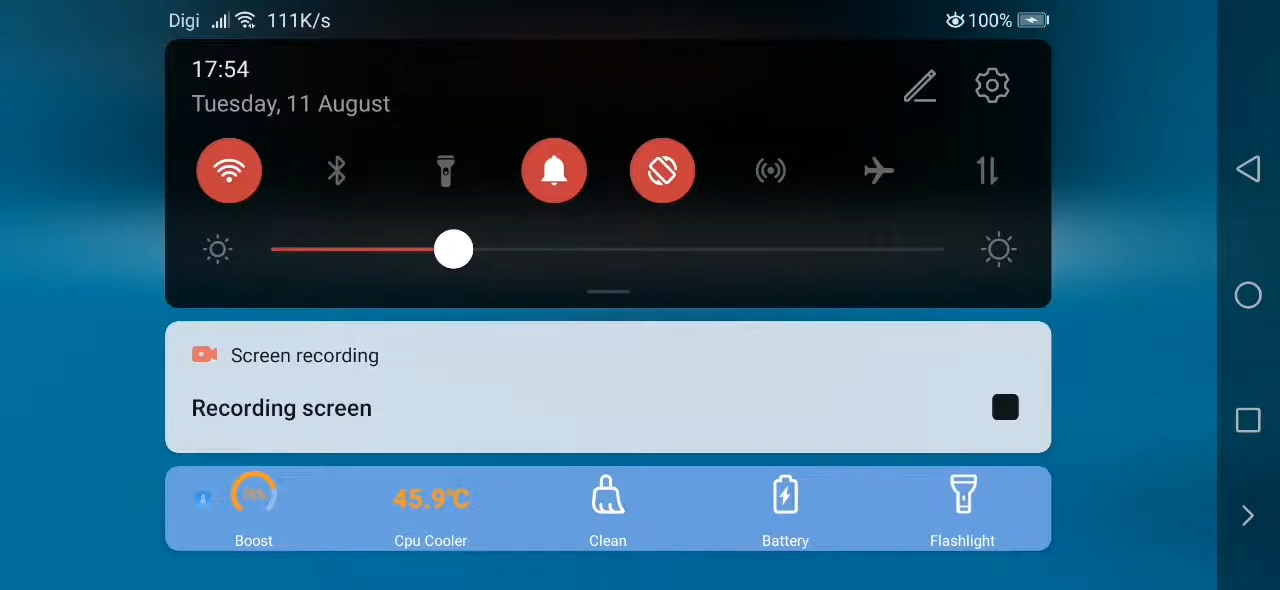 Digi 111K/s 100%
17:54
Tuesday, 11 August
Screen recording
Recording screen
45.9℃
Boost Cpu Cooler Clean Battery Flashlight